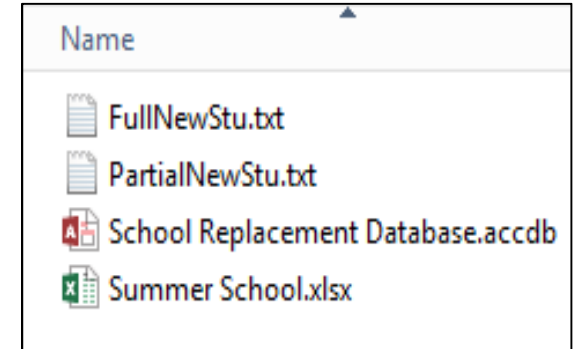 Name
FullNewStu.txt
PartialNewStu.txt
School Replacement Database.accdb
Summer School.xlsx